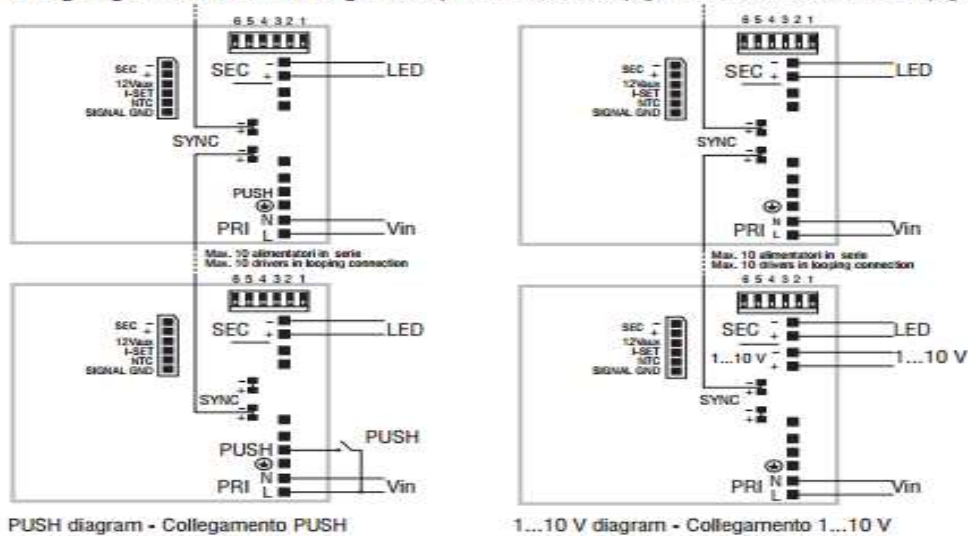 6 5 4 3 2 1
SEC -
+
LED
SEC -
+
12Vaux
I-SET
NTC
SIGNAL GND
SYNC
-
+
-
+
PUSH
PRI
N
L
Vin
6 5 4 3 2 1
SEC -
+
LED
SEC -
+
12Vaux
I-SET
NTC
SIGNAL GND
SYNC
-
+
-
+
PRI
N
L
Vin
Max. 10 alimentatori in serie
Max. 10 drivers in looping connection
Max. 10 alimentatori in serie
Max. 10 drivers in looping connection
6 5 4 3 2 1
SEC -
+
LED
SEC -
+
12Vaux
I-SET
NTC
SIGNAL GND
SYNC
-
+
-
+
PUSH
PUSH
PRI
N
L
Vin
6 5 4 3 2 1
SEC -
+
LED
SEC -
+
12Vaux
I-SET
NTC
SIGNAL GND
1...10 V -
+
1...10 V
SYNC
-
+
-
+
PRI
N
L
Vin
PUSH diagram - Collegamento PUSH
1...10 V diagram - Collegamento 1...10 V